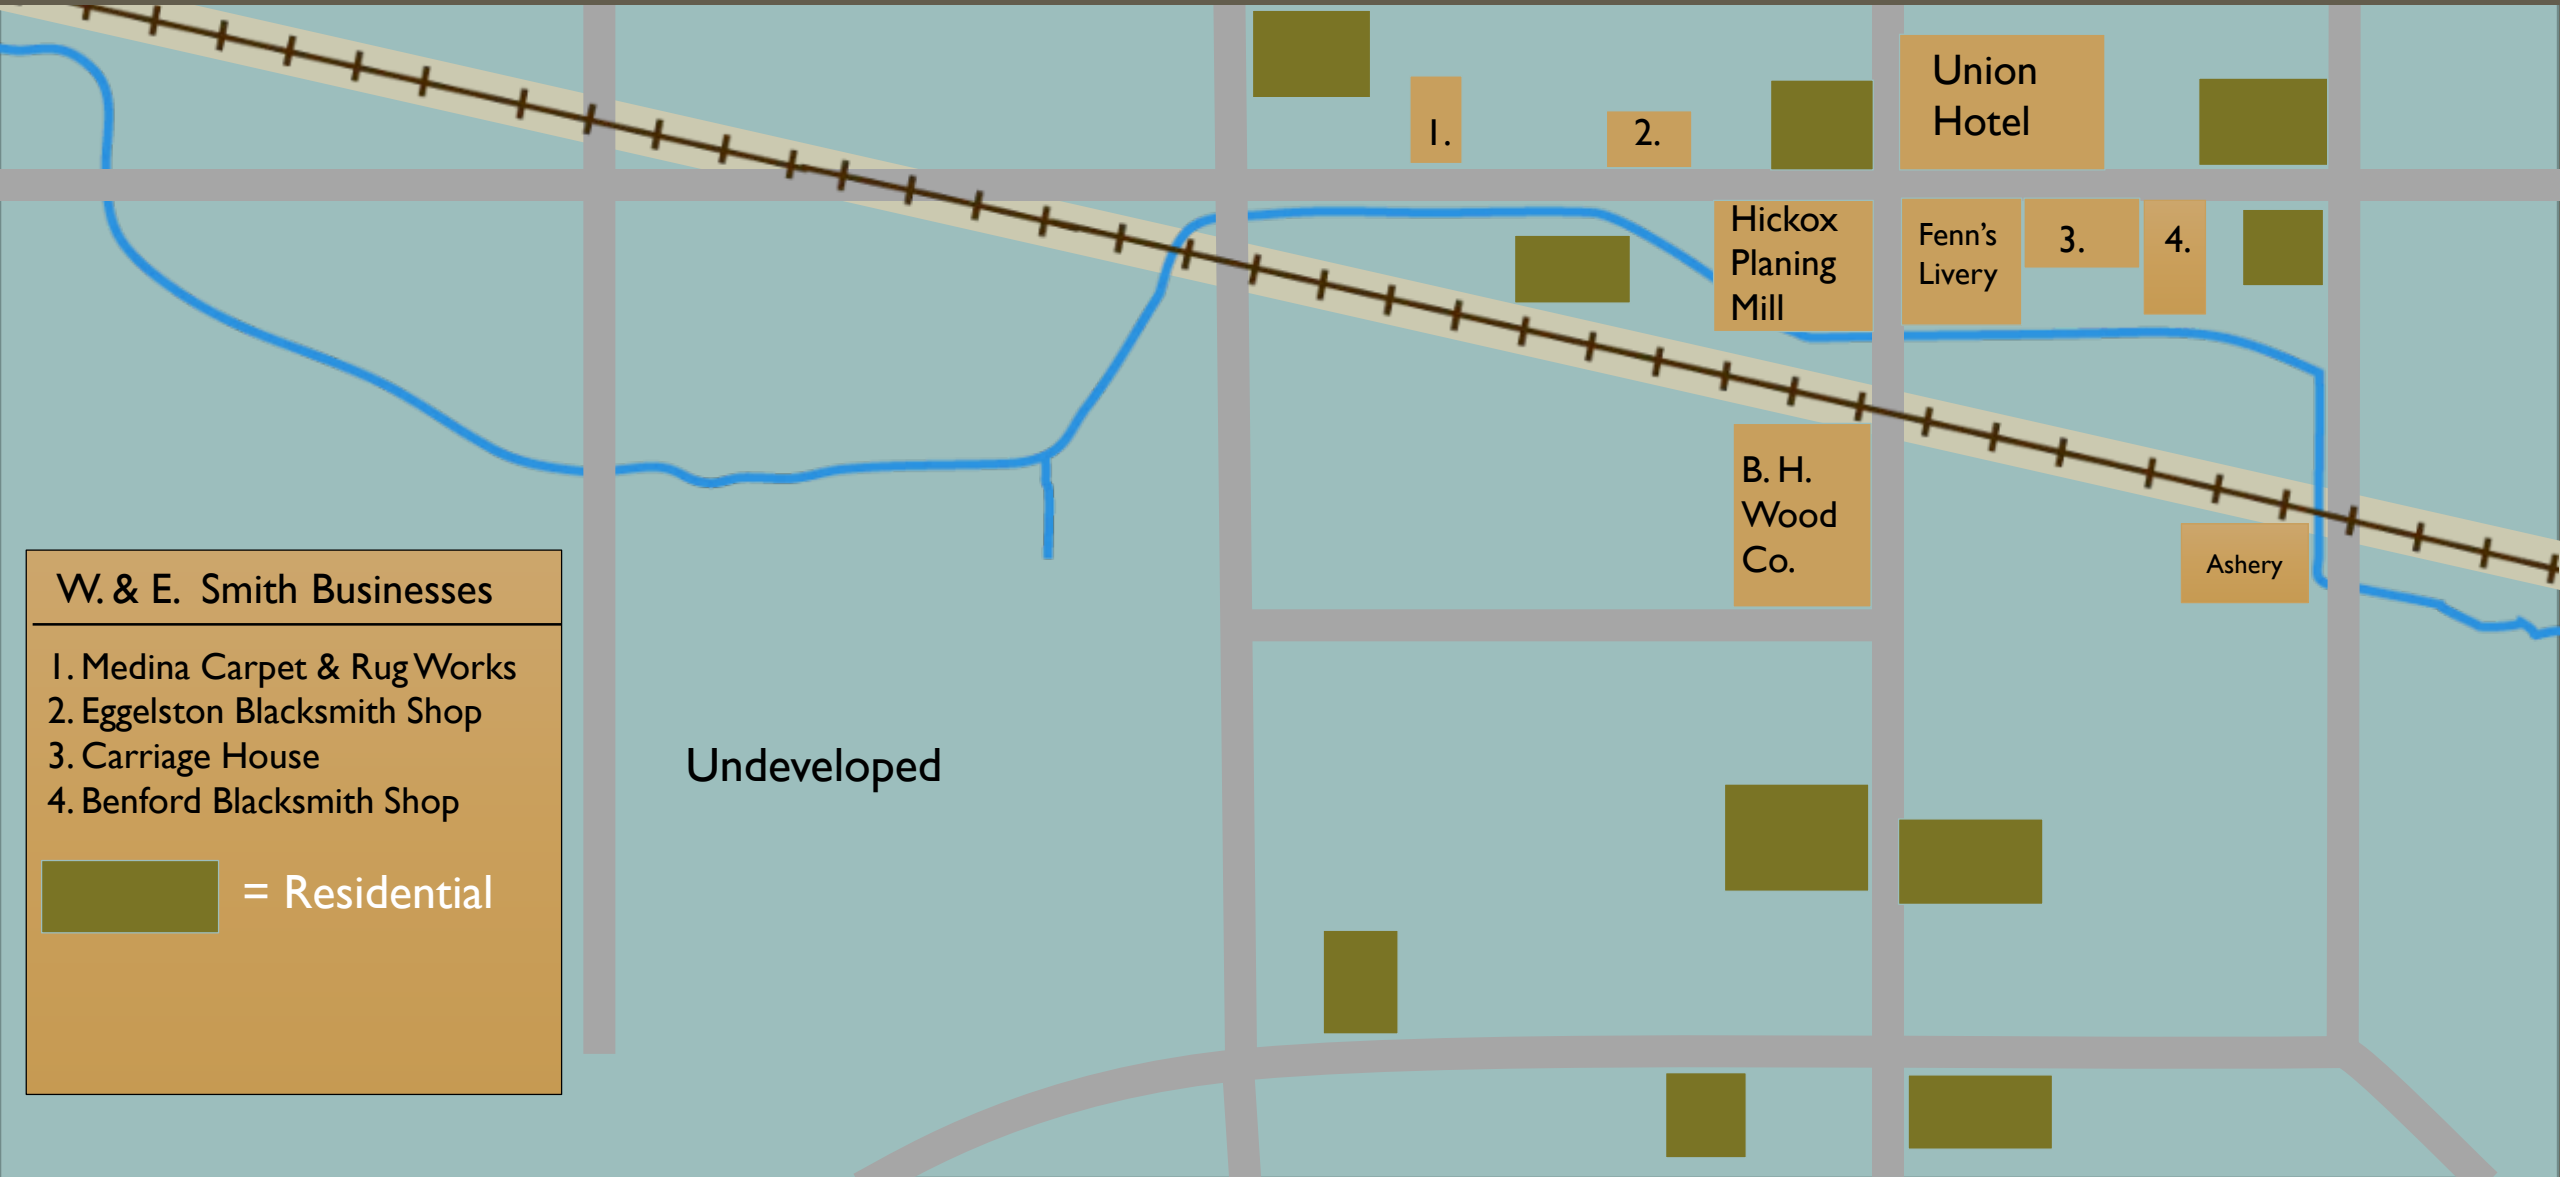 Union
Hotel
1.
2.
Hickox
Planing
Mill
Fenn's
Livery
3.
4.
B. H.
Wood
Co.
Ashery
W. & E. Smith Businesses
1. Medina Carpet & Rug Works
2. Eggelston Blacksmith Shop
3. Carriage House
4. Benford Blacksmith Shop
= Residential
Undeveloped